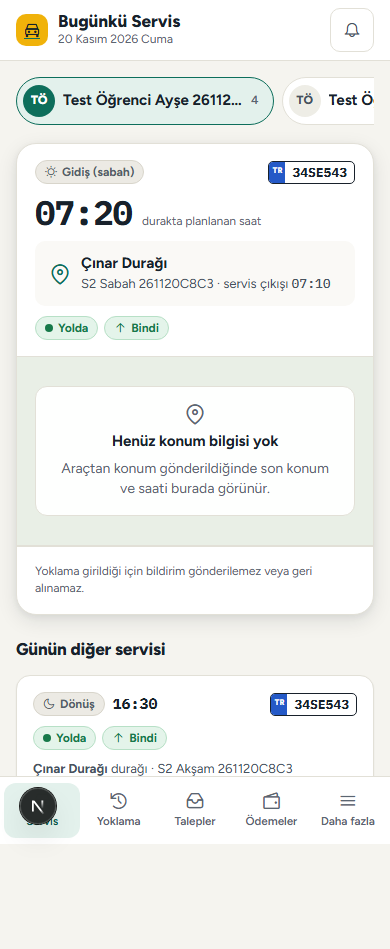 Bugünkü Servis
20 Kasım 2026 Cuma
TÖ Test Öğrenci Ayşe 26112... 4
TÖ Test Ö
Gidiş (sabah)
TR 34SE543
07:20 durakta planlanan saat
Çınar Durağı
S2 Sabah 261120C8C3 · servis çıkışı 07:10
Yolda
Bindi
Henüz konum bilgisi yok
Araçtan konum gönderildiğinde son konum
ve saati burada görünür.
Yoklama girildiği için bildirim gönderilemez veya geri
alınamaz.
Günün diğer servisi
Dönüş 16:30
TR 34SE543
Yolda
Bindi
Çınar Durağı durağı · S2 Akşam 261120C8C3
N
Yoklama
Talepler
Ödemeler
Daha fazla